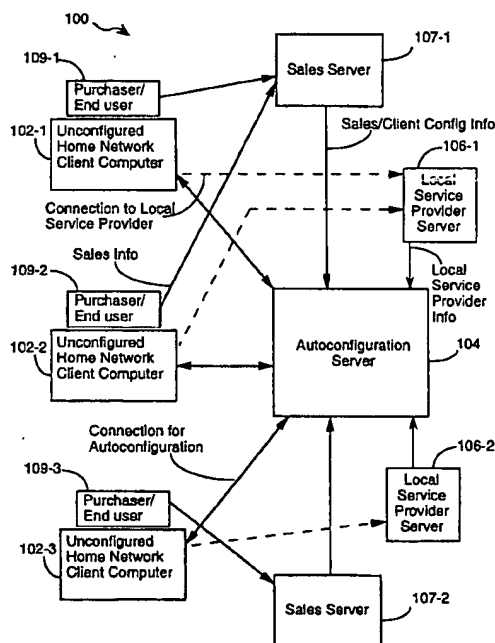 100
107-1
109-1
Sales Server
Purchaser/
End user
102-1
Unconfigured
Home Network
Client Computer
Sales/Client Config Info
106-1
Local
Service
Provider
Server
Connection to Local
Service Provider
109-2
Sales Info
Purchaser/
End user
Local
Service
Provider
Info
102-2
Unconfigured
Home Network
Client Computer
Autoconfiguration
Server
104
Connection for
Autoconfiguration
109-3
106-2
Purchaser/
End user
Local
Service
Provider
Server
102-3
Unconfigured
Home Network
Client Computer
Sales Server
107-2